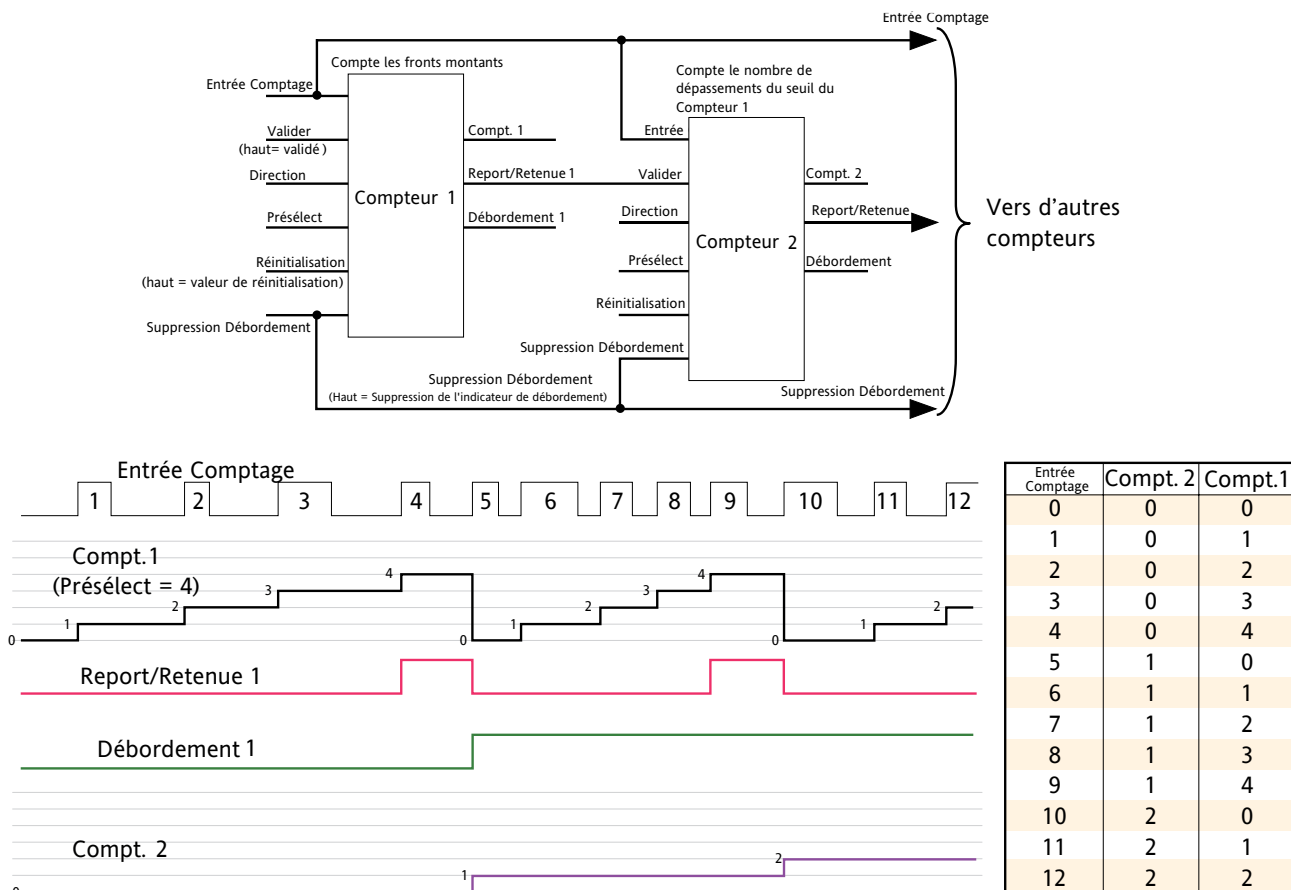 Entrée Comptage
Compte les fronts montants
Compte le nombre de
dépassements du seuil du
Compteur 1
Entrée Comptage
Valider
(haut= validé )
Direction
Présélect
Réinitialisation
(haut = valeur de réinitialisation)
Suppression Débordement
Compteur 1
Compt. 1
Report/Retenue 1
Débordement 1
Entrée
Valider
Direction
Présélect
Réinitialisation
Suppression Débordement
Compteur 2
Compt. 2
Report/Retenue
Débordement
Vers d'autres
compteurs
Suppression Débordement
(Haut = Suppression de l'indicateur de débordement)
Suppression Débordement
Entrée Comptage
1 2 3 4 5 6 7 8 9 10 11 12
Compt.1
(Présélect = 4)
0 1 2 3 4 0 1 2 3 4 0 1 2
Report/Retenue 1
Débordement 1
Compt. 2
0 1 2
Entrée
Comptage
Compt. 2 Compt.1
0 0 0
1 0 1
2 0 2
3 0 3
4 0 4
5 1 0
6 1 1
7 1 2
8 1 3
9 1 4
10 2 0
11 2 1
12 2 2